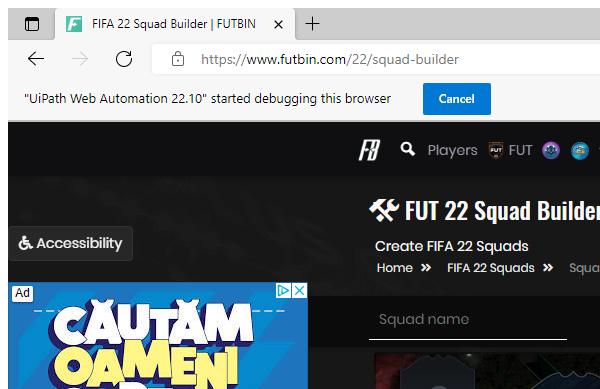 FIFA 22 Squad Builder | FUTBIN
https://www.futbin.com/22/squad-builder
"UiPath Web Automation 22.10" started debugging this browser
Cancel
Players
FUT
FUT
FUT 22 Squad Builder
Accessibility
Create FIFA 22 Squads
Home » FIFA 22 Squads » Squa
Ad
Squad name
CĂUTĂM
OAMENI